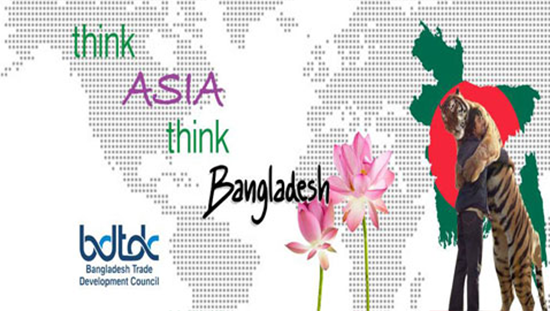 think
ASIA
think
Bangladesh
bdtdc
Bangladesh Trade
Development Council